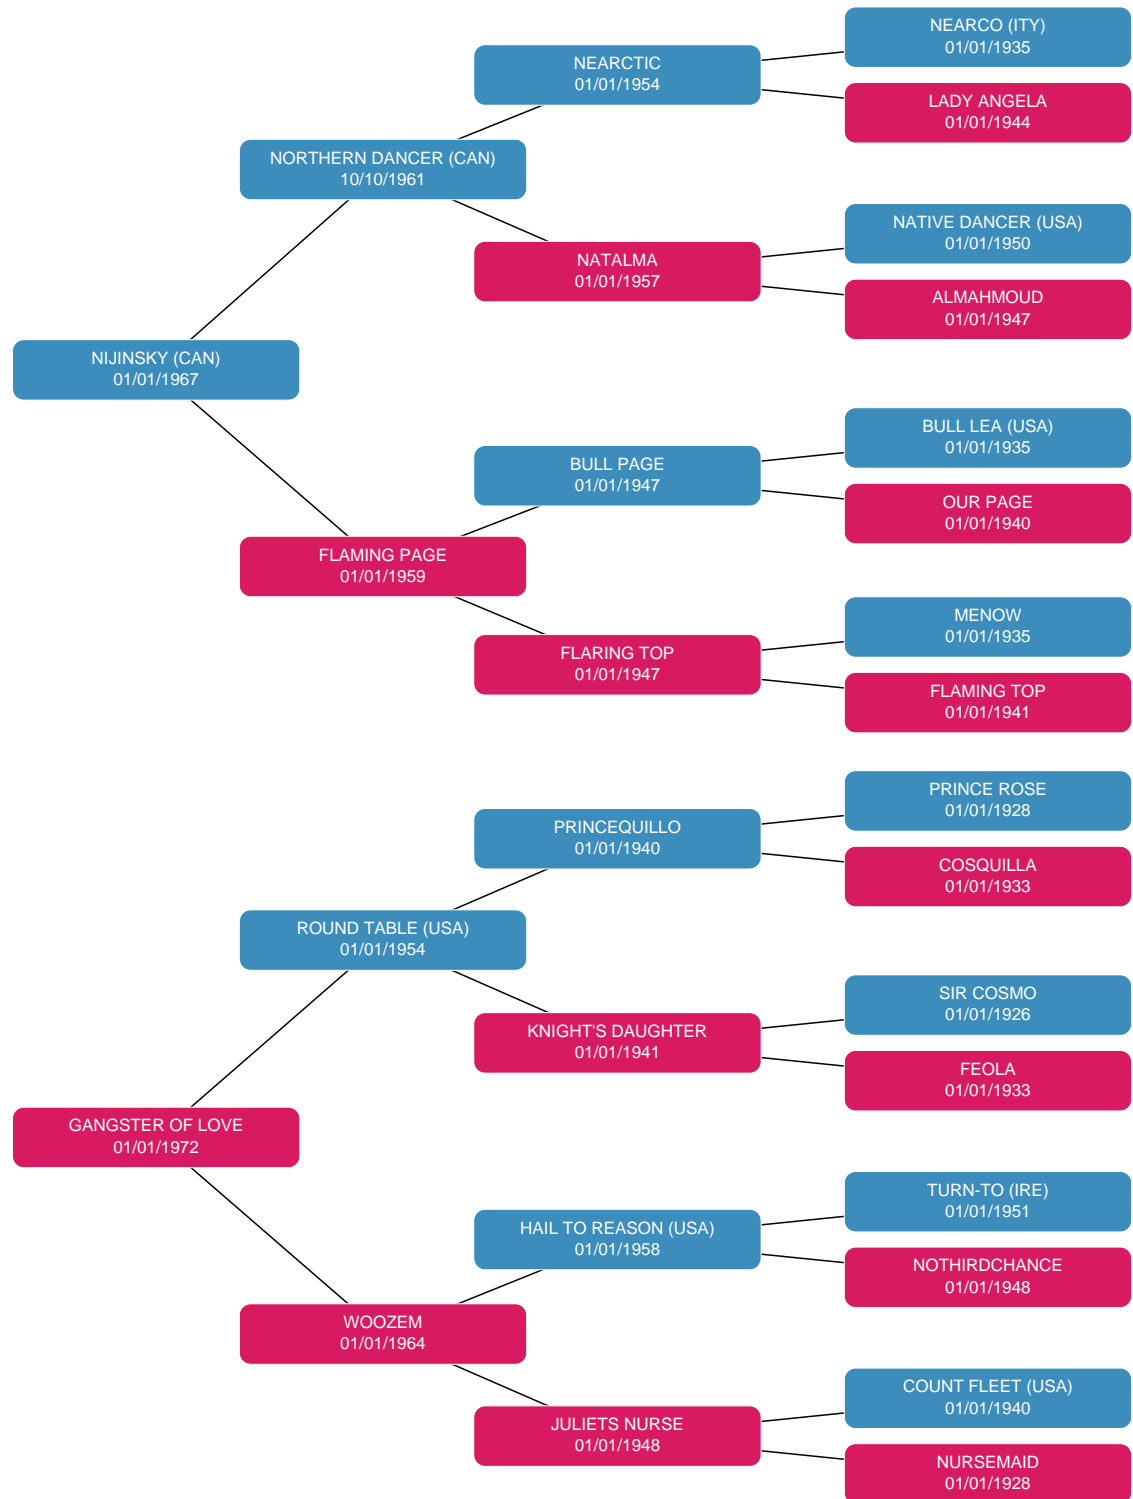 NEARCO (ITY)
01/01/1935
NEARCTIC
01/01/1954
LADY ANGELA
01/01/1944
NORTHERN DANCER (CAN)
10/10/1961
NATIVE DANCER (USA)
01/01/1950
NATALMA
01/01/1957
ALMAHMOUD
01/01/1947
NIJINSKY (CAN)
01/01/1967
BULL LEA (USA)
01/01/1935
BULL PAGE
01/01/1947
OUR PAGE
01/01/1940
FLAMING PAGE
01/01/1959
MENOW
01/01/1935
FLARING TOP
01/01/1947
FLAMING TOP
01/01/1941
PRINCE ROSE
01/01/1928
PRINCEQUILLO
01/01/1940
COSQUILLA
01/01/1933
ROUND TABLE (USA)
01/01/1954
SIR COSMO
01/01/1926
KNIGHT'S DAUGHTER
01/01/1941
FEOLA
01/01/1933
GANGSTER OF LOVE
01/01/1972
TURN-TO (IRE)
01/01/1951
HAIL TO REASON (USA)
01/01/1958
NOTHIRDCHANCE
01/01/1948
WOOZEM
01/01/1964
COUNT FLEET (USA)
01/01/1940
JULIETS NURSE
01/01/1948
NURSEMAID
01/01/1928